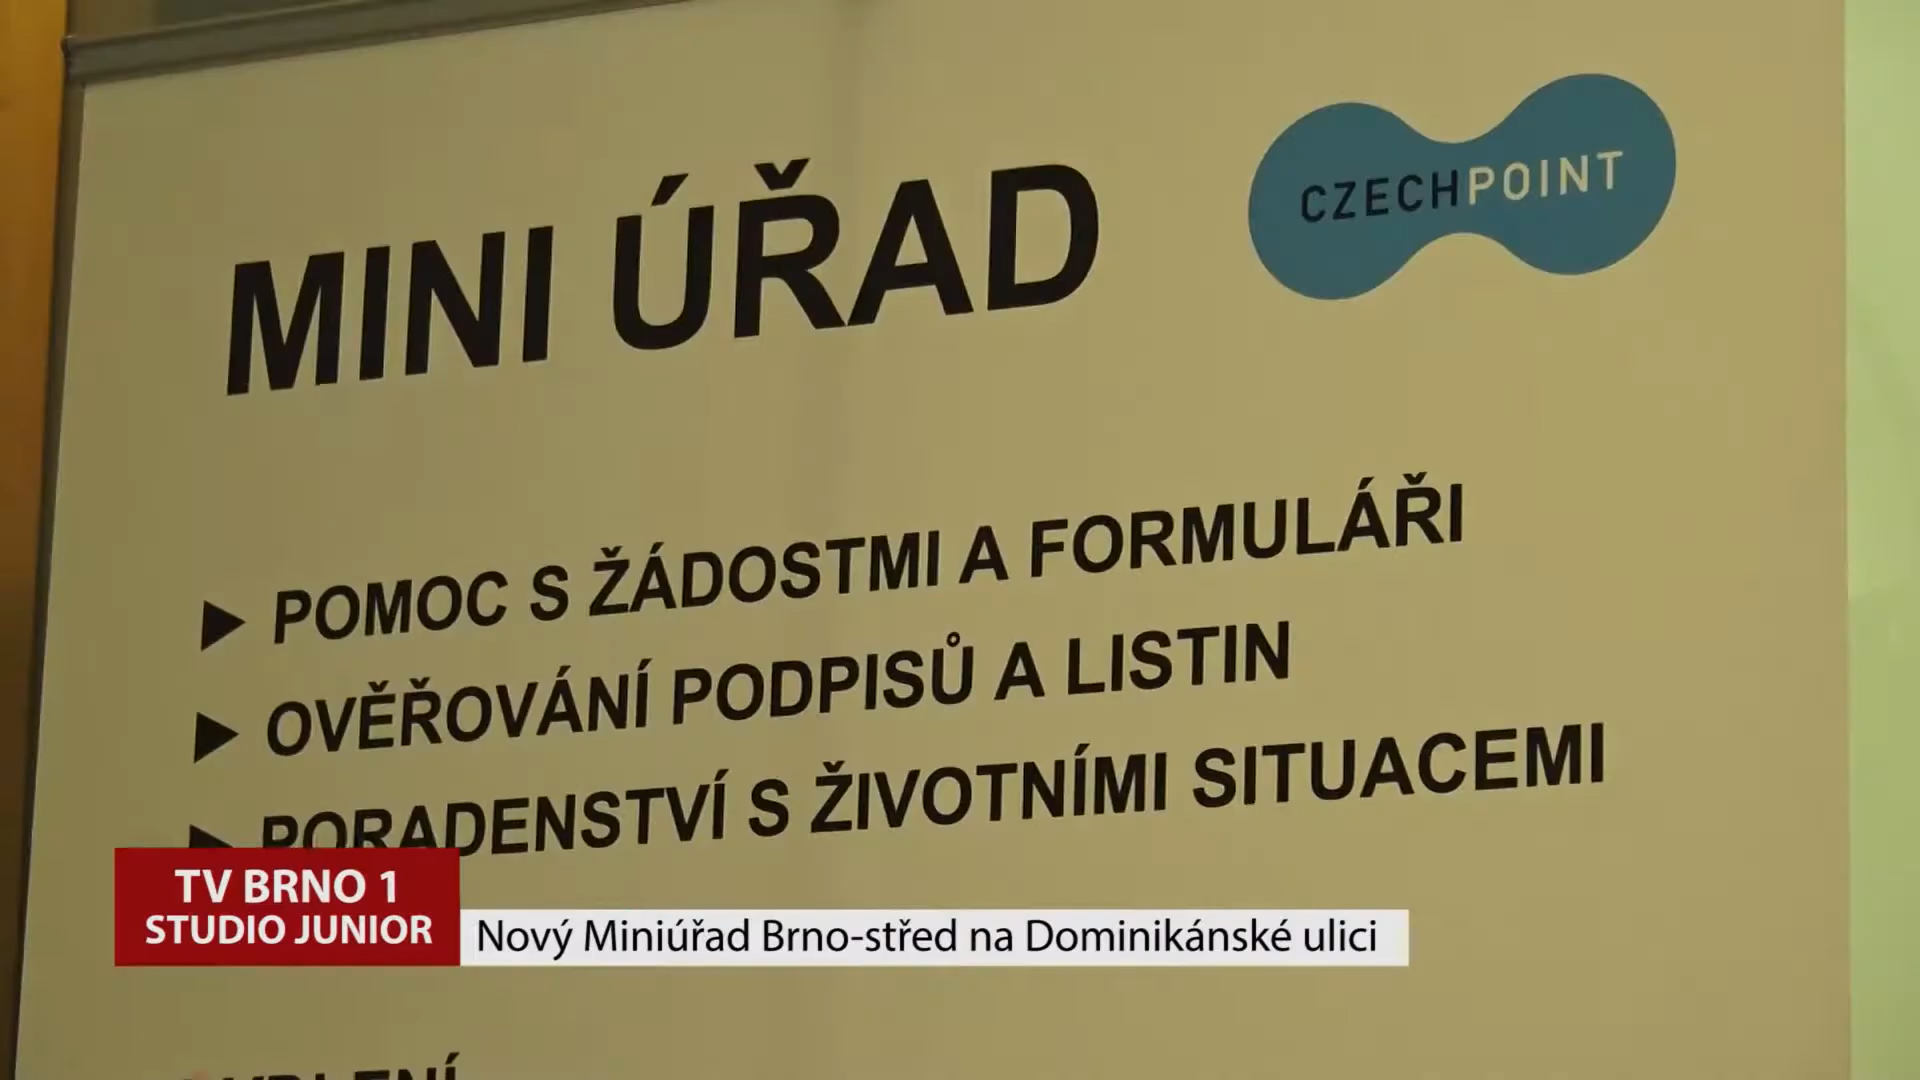 MINI ÚŘAD
CZECHPOINT
POMOC S ŽÁDOSTMI A FORMULÁŘI
OVĚŘOVÁNÍ PODPISŮ A LISTIN
PORADENSTVÍ S ŽIVOTNÍMI SITUACEMI
TV BRNO 1
STUDIO JUNIOR
Nový Miniúřad Brno-střed na Dominikánské ulici